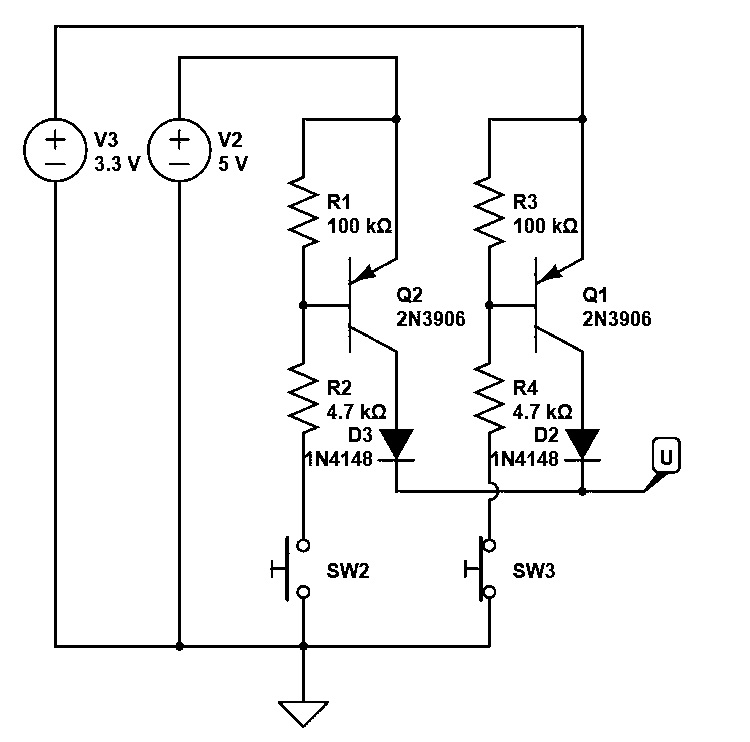 V3
3.3 V
V2
5 V
R1
100 kΩ
R3
100 kΩ
Q2
2N3906
Q1
2N3906
R2
4.7 kΩ
R4
4.7 kΩ
D3
1N4148
D2
1N4148
U
SW2
SW3